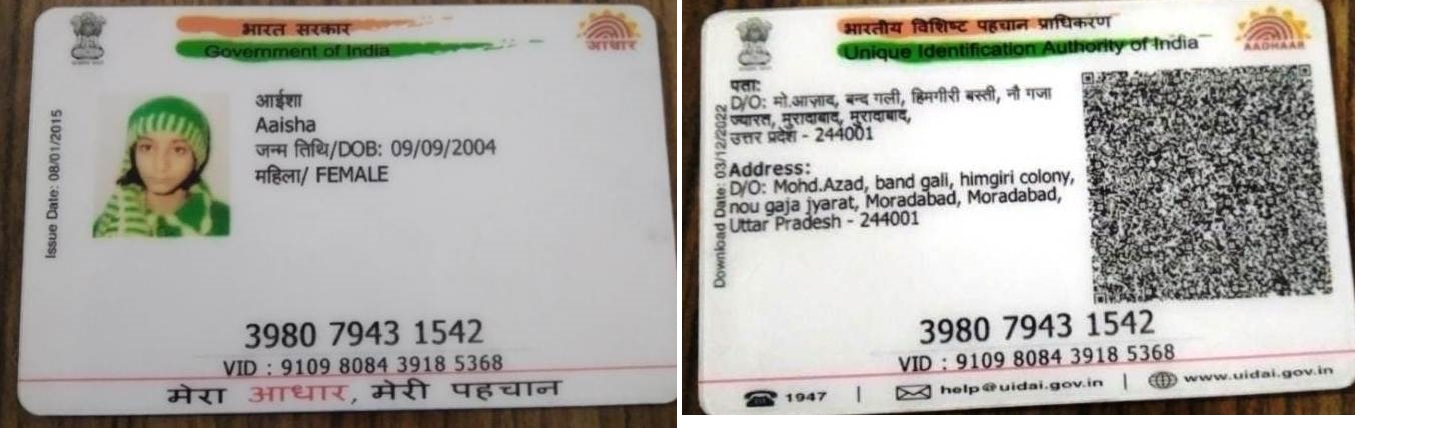 भारत सरकार
Government of India
आधार
Issue Date: 08/01/2015
आईशा
Aaisha
जन्म तिथि/DOB: 09/09/2004
महिला/ FEMALE
3980 7943 1542
VID : 9109 8084 3918 5368
मेरा आधार, मेरी पहचान
भारतीय विशिष्ट पहचान प्राधिकरण
Unique Identification Authority of India
AADHAAR
Download Date: 03/12/2022
पता:
D/O: मो.आज़ाद, बन्द गली, हिमगीरी बस्ती, नौ गजा
ज्यारत, मुरादाबाद, मुरादाबाद,
उत्तर प्रदेश - 244001
Address:
D/O: Mohd.Azad, band gali, himgiri colony,
nou gaja jyarat, Moradabad, Moradabad,
Uttar Pradesh - 244001
3980 7943 1542
VID : 9109 8084 3918 5368
1947 | help@uidai.gov.in | www.uidai.gov.in